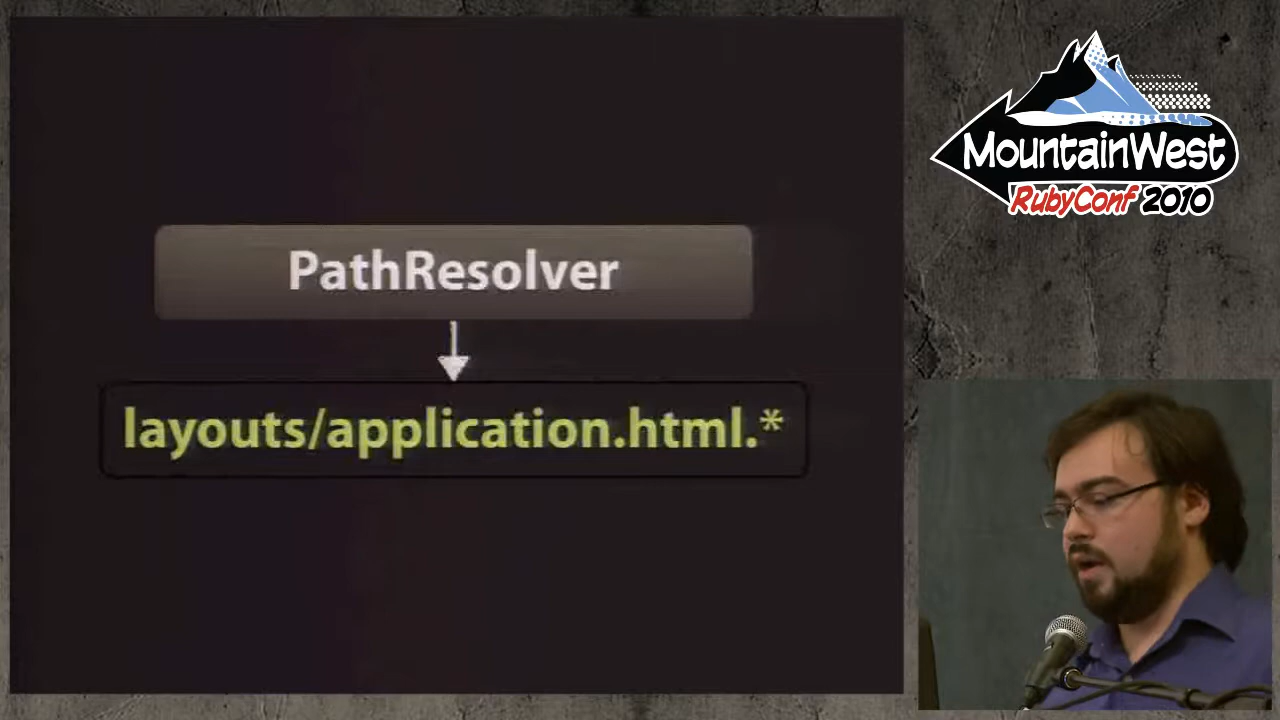 PathResolver
layouts/application.html.*
MountainWest
RubyConf 2010